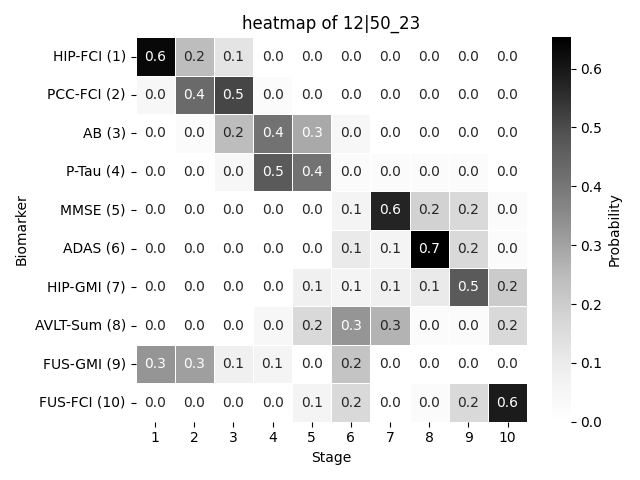 heatmap of 12|50_23
HIP-FCI (1) 0.6 0.2 0.1 0.0 0.0 0.0 0.0 0.0 0.0 0.0
PCC-FCI (2) 0.0 0.4 0.5 0.0 0.0 0.0 0.0 0.0 0.0 0.0
AB (3) 0.0 0.0 0.2 0.4 0.3 0.0 0.0 0.0 0.0 0.0
P-Tau (4) 0.0 0.0 0.0 0.5 0.4 0.0 0.0 0.0 0.0 0.0
MMSE (5) 0.0 0.0 0.0 0.0 0.0 0.1 0.6 0.2 0.2 0.0
ADAS (6) 0.0 0.0 0.0 0.0 0.0 0.1 0.1 0.7 0.2 0.0
HIP-GMI (7) 0.0 0.0 0.0 0.0 0.1 0.1 0.1 0.1 0.5 0.2
AVLT-Sum (8) 0.0 0.0 0.0 0.0 0.2 0.3 0.3 0.0 0.0 0.2
FUS-GMI (9) 0.3 0.3 0.1 0.1 0.0 0.2 0.0 0.0 0.0 0.0
FUS-FCI (10) 0.0 0.0 0.0 0.0 0.1 0.2 0.0 0.0 0.2 0.6
1 2 3 4 5 6 7 8 9 10
Stage
Biomarker
0.6
0.5
0.4
0.3
0.2
0.1
0.0
Probability